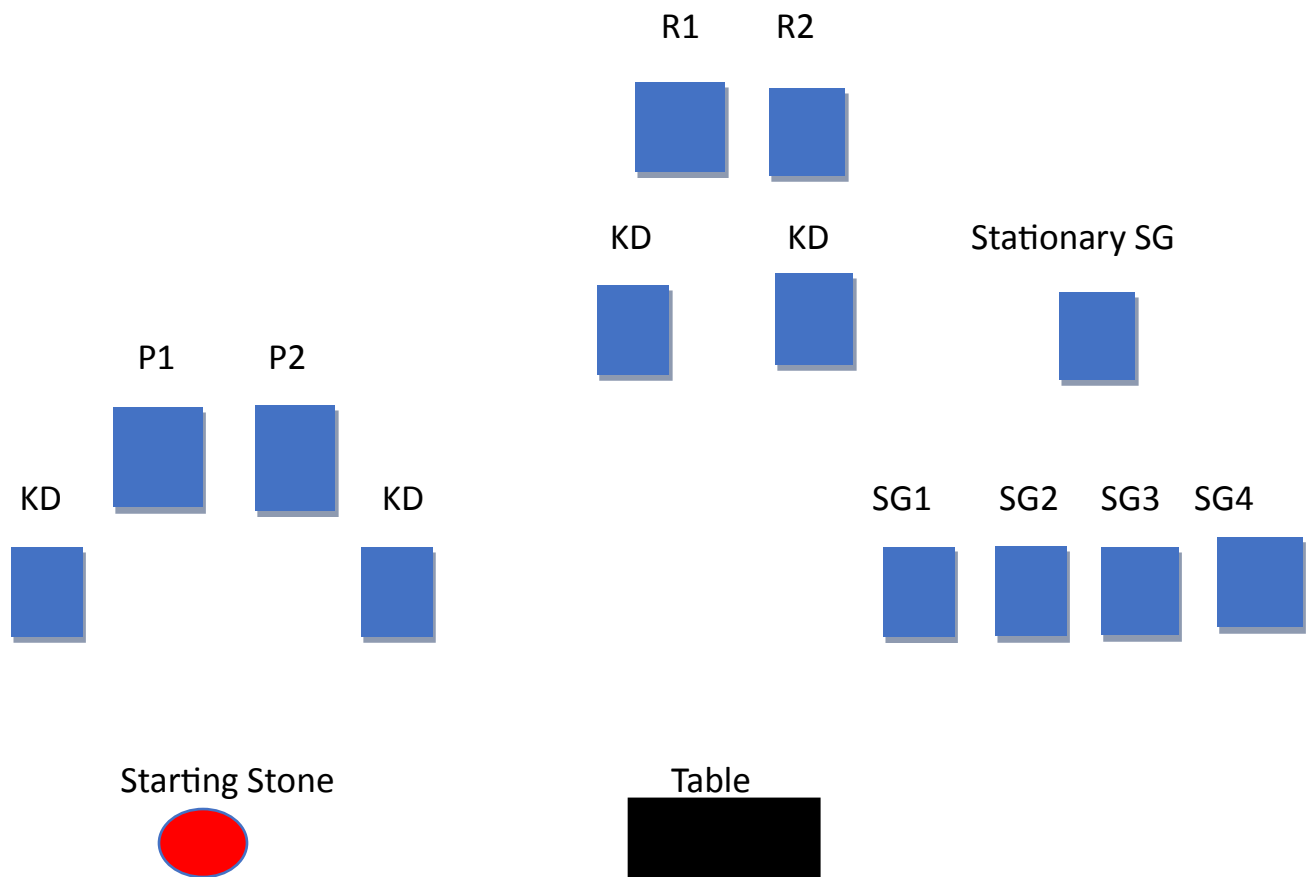 R1 R2
KD KD Stationary SG
P1 P2
KD KD SG1 SG2 SG3 SG4
Starting Stone Table